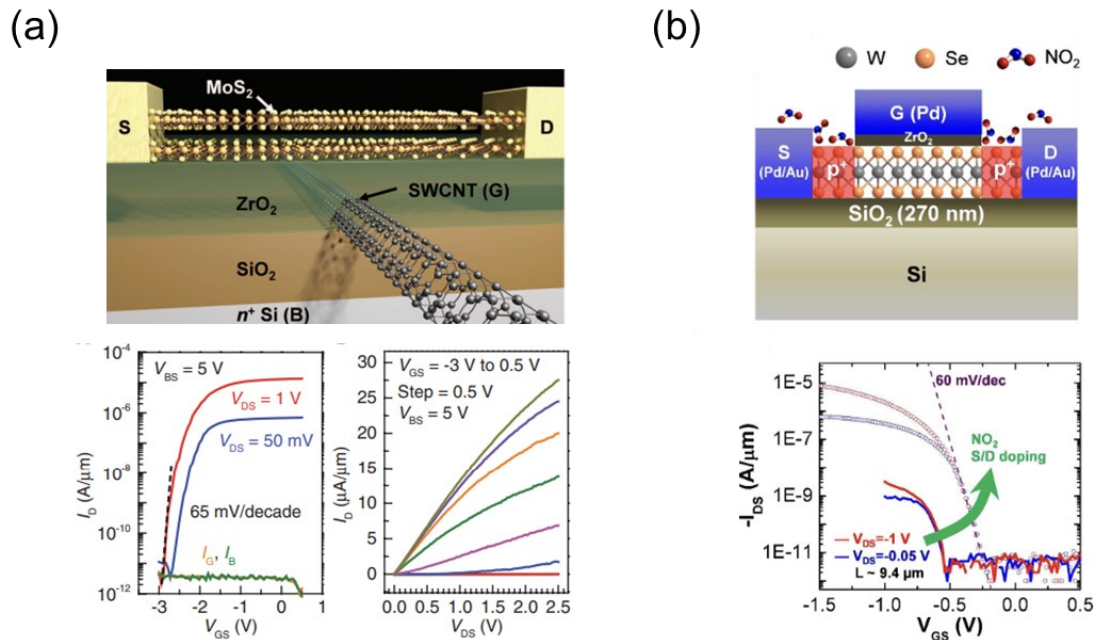 (a)
MoS2
S
D
SWCNT (G)
ZrO2
SiO2
n+ Si (B)
10-4
10-6
10-8
10-10
10-12
ID (A/μm)
VBS = 5 V
VDS = 1 V
VDS = 50 mV
65 mV/decade
IG, IB
-3 -2 -1 0
VGS (V)
30
25
20
15
10
5
0
ID (μA/μm)
VGS = -3 V to 0.5 V
Step = 0.5 V
VBS = 5 V
0.0 0.5 1.0 1.5 2.0 2.5
VDS (V)
(b)
W Se NO2
G (Pd)
ZrO2
S
(Pd/Au)
p+
p+
D
(Pd/Au)
SiO2 (270 nm)
Si
60 mV/dec
1E-5
1E-7
1E-9
1E-11
-IDS (A/μm)
NO2
S/D doping
VDS=-1 V
VDS=-0.05 V
L ~ 9.4 μm
-1.5 -1.0 -0.5 0.0 0.5
VGS (V)